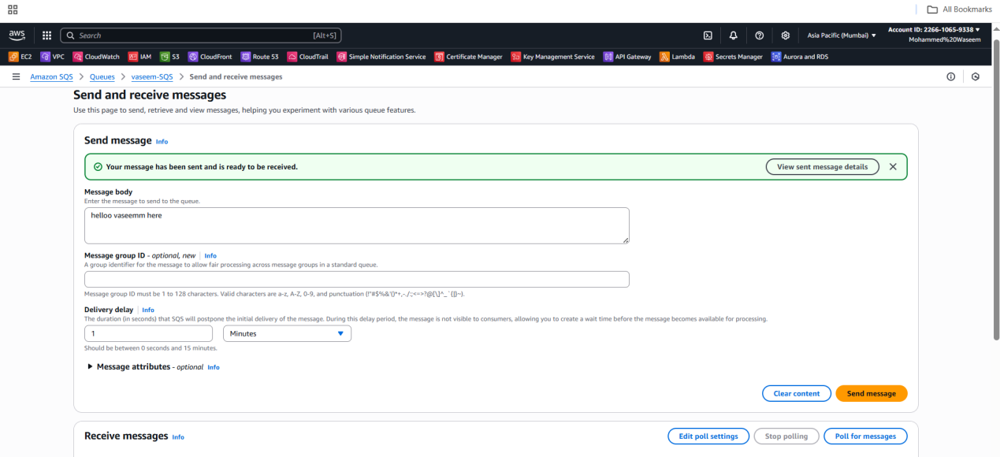 All Bookmarks
aws
Search [Alt+S]
Asia Pacific (Mumbai) ▼
Account ID: 2266-1065-9338 ▼
Mohammed%20Waseem
EC2 VPC CloudWatch IAM S3 CloudFront Route 53 CloudTrail Simple Notification Service Certificate Manager Key Management Service API Gateway Lambda Secrets Manager Aurora and RDS
Amazon SQS > Queues > vaseem-SQS > Send and receive messages
Send and receive messages
Use this page to send, retrieve and view messages, helping you experiment with various queue features.
Send message Info
Your message has been sent and is ready to be received. View sent message details
Message body
Enter the message to send to the queue.
helloo vaseemm here
Message group ID - optional, new Info
A group identifier for the message to allow fair processing across message groups in a standard queue.
Message group ID must be 1 to 128 characters. Valid characters are a-z, A-Z, 0-9, and punctuation (!"#$%&'()*+,-./:;<=>?@[\]^_`{|}~).
Delivery delay Info
The duration (in seconds) that SQS will postpone the initial delivery of the message. During this delay period, the message is not visible to consumers, allowing you to create a wait time before the message becomes available for processing.
1 Minutes
Should be between 0 seconds and 15 minutes.
Message attributes - optional Info
Clear content Send message
Receive messages Info Edit poll settings Stop polling Poll for messages